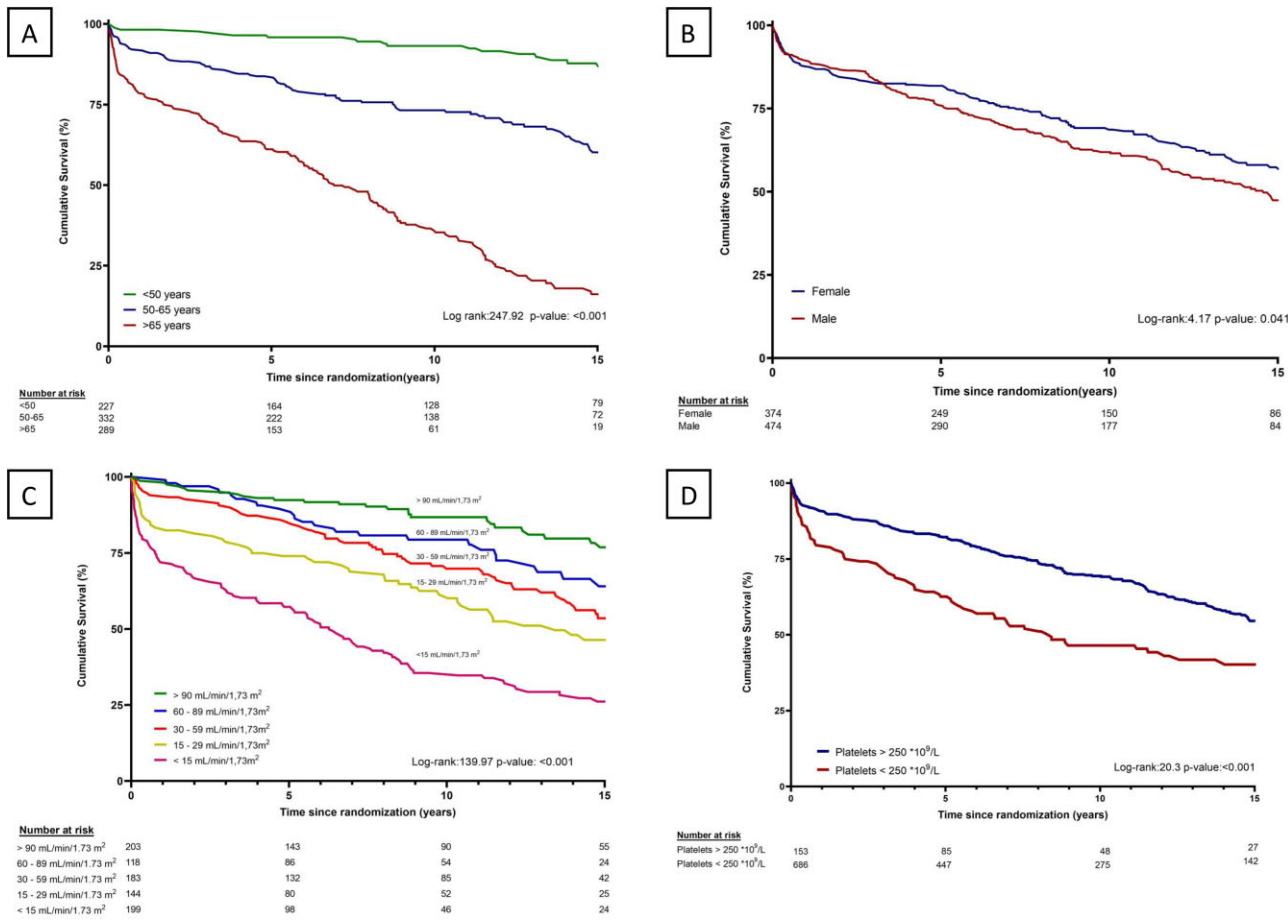 A
100
75
50
25
0
Cumulative Survival (%)
<50 years
50-65 years
>65 years
Log rank:247.92 p-value: <0.001
0 5 10 15
Time since randomization(years)
Number at risk
<50 227 164 128 79
50-65 332 222 138 72
>65 289 153 61 19
B
100
75
50
25
0
Cumulative Survival (%)
Female
Male
Log-rank:4.17 p-value: 0.041
0 5 10 15
Time since randomization (years)
Number at risk
Female 374 249 150 86
Male 474 290 177 84
C
100
75
50
25
0
Cumulative Survival (%)
> 90 mL/min/1,73 m²
60 - 89 mL/min/1,73 m²
30 - 59 mL/min/1,73 m²
15- 29 mL/min/1,73 m²
<15 mL/min/1,73 m²
> 90 mL/min/1,73 m²
60 - 89 mL/min/1,73m²
30 - 59 mL/min/1,73m²
15 - 29 mL/min/1,73m²
< 15 mL/min/1,73m²
Log-rank:139.97 p-value: <0.001
0 5 10 15
Time since randomization (years)
Number at risk
> 90 mL/min/1.73 m² 203 143 90 55
60 - 89 mL/min/1.73 m² 118 86 54 24
30 - 59 mL/min/1.73 m² 183 132 85 42
15 - 29 mL/min/1.73 m² 144 80 52 25
< 15 mL/min/1.73 m² 199 98 46 24
D
100
75
50
25
0
Cumulative Survival (%)
Platelets > 250 *10⁹/L
Platelets < 250 *10⁹/L
Log-rank:20.3 p-value:<0.001
0 5 10 15
Time since randomization (years)
Number at risk
Platelets > 250 *10⁹/L 153 85 48 27
Platelets < 250 *10⁹/L 686 447 275 142